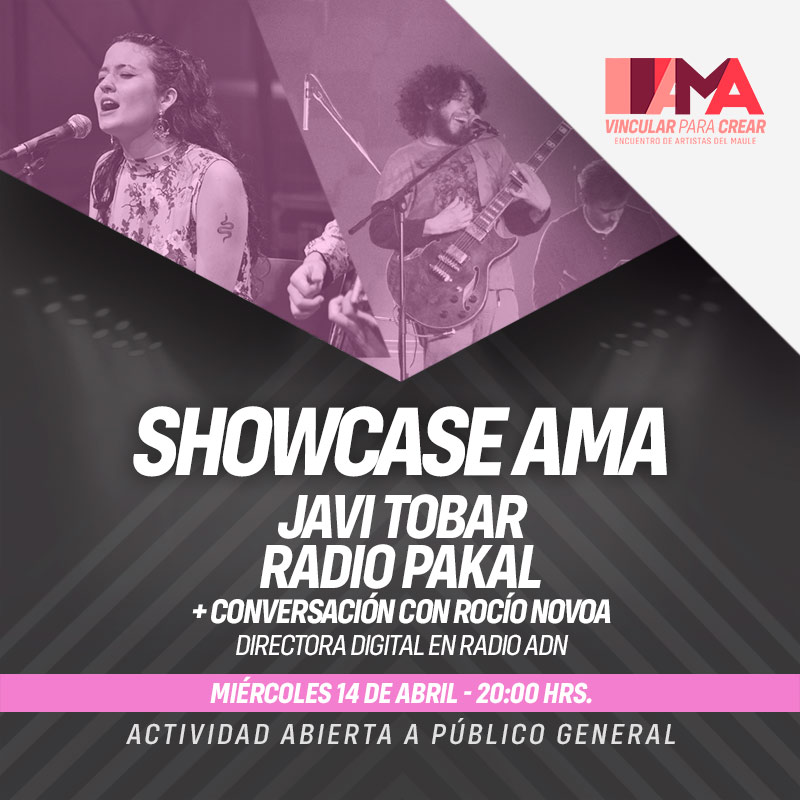 AMA
VINCULAR PARA CREAR
ENCUENTRO DE ARTISTAS DEL MAULE
SHOWCASE AMA
JAVI TOBAR
RADIO PAKAL
+ CONVERSACIÓN CON ROCÍO NOVOA
DIRECTORA DIGITAL EN RADIO ADN
MIÉRCOLES 14 DE ABRIL - 20:00 HRS.
ACTIVIDAD ABIERTA A PÚBLICO GENERAL